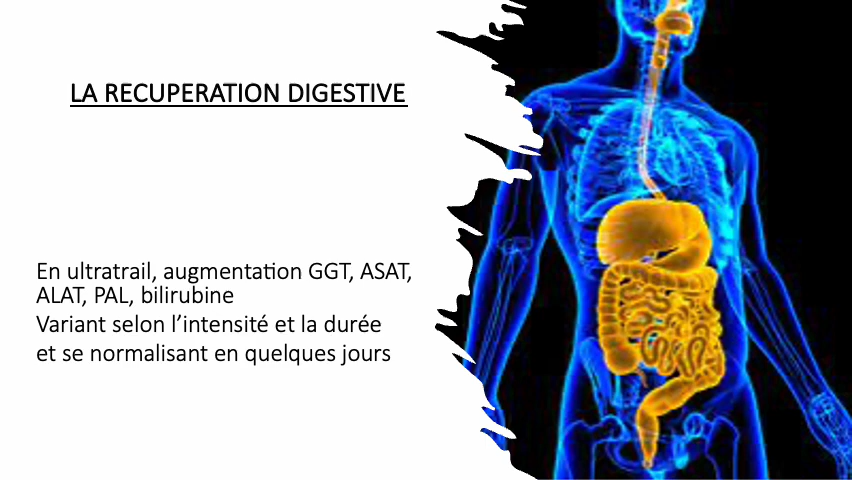 LA RECUPERATION DIGESTIVE
En ultratrail, augmentation GGT, ASAT,
ALAT, PAL, bilirubine
Variant selon l’intensité et la durée
et se normalisant en quelques jours